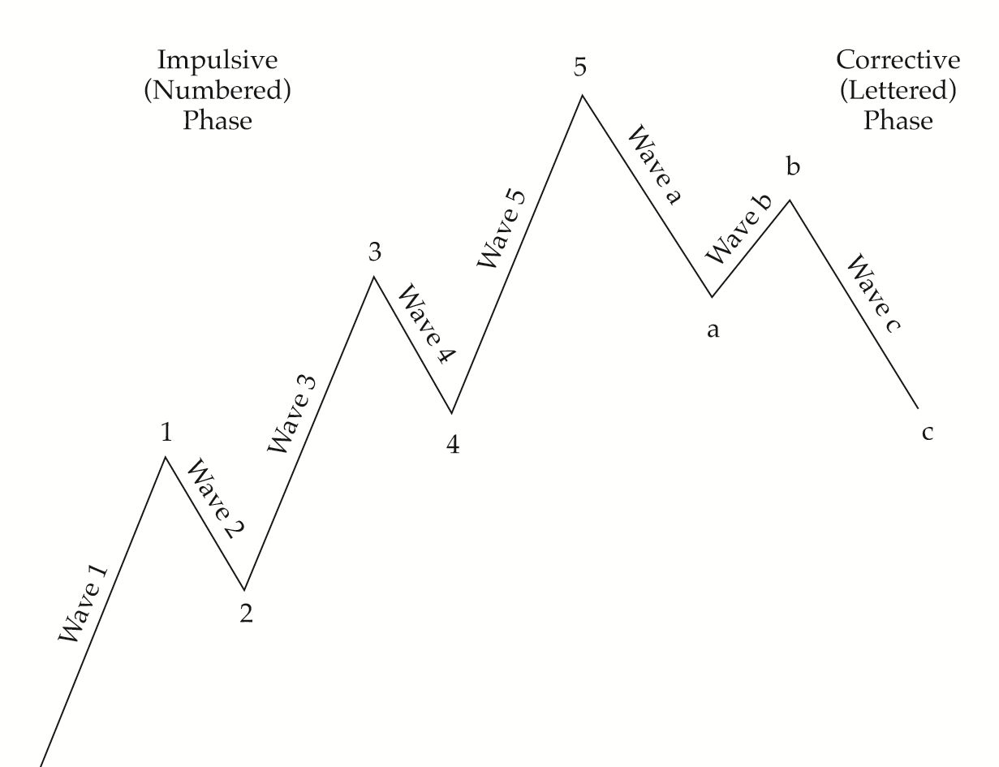 Impulsive
(Numbered)
Phase
Corrective
(Lettered)
Phase
Wave 1
1
Wave 2
2
Wave 3
3
Wave 4
4
Wave 5
5
Wave a
a
Wave b
b
Wave c
c